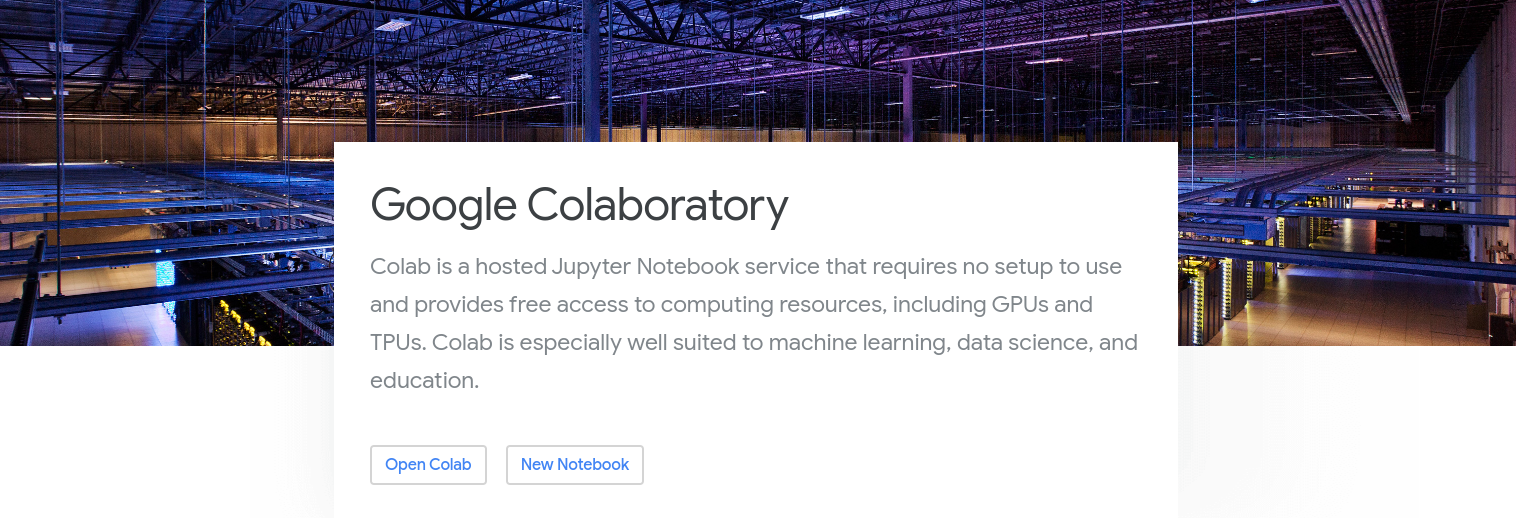 Google Colaboratory
Colab is a hosted Jupyter Notebook service that requires no setup to use
and provides free access to computing resources, including GPUs and
TPUs. Colab is especially well suited to machine learning, data science, and
education.
Open Colab
New Notebook